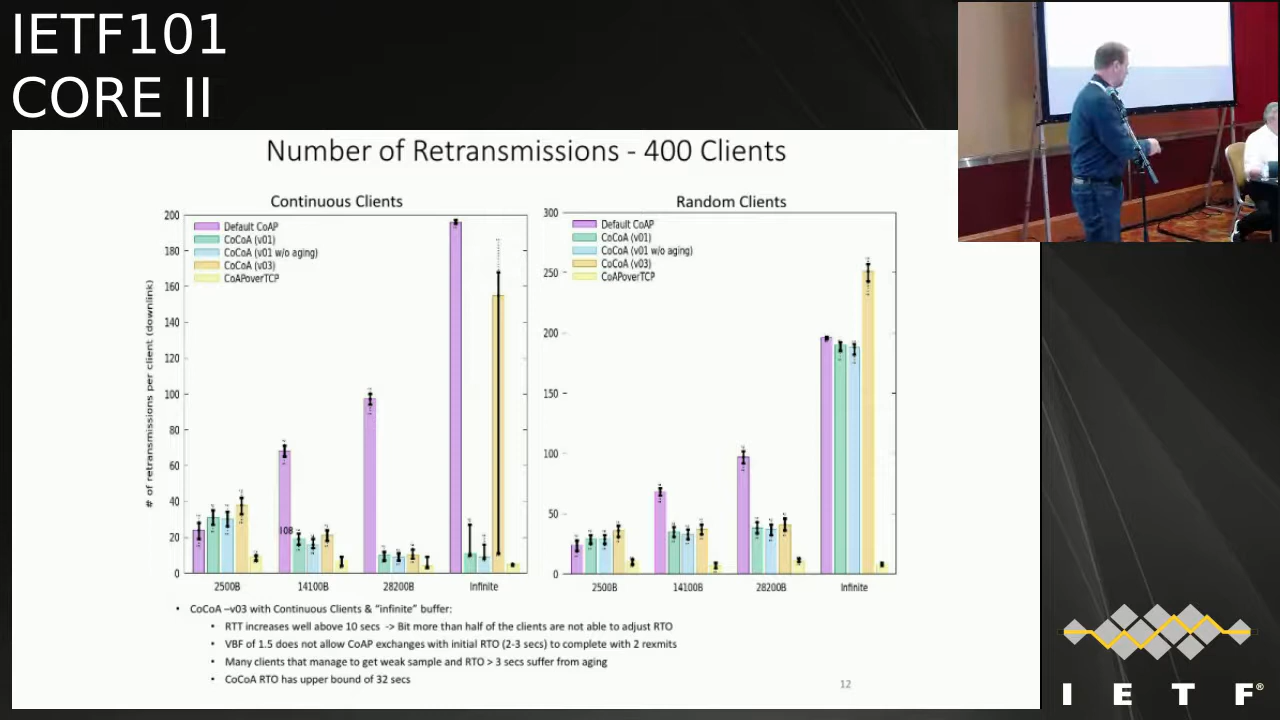 IETF101
CORE II
Number of Retransmissions - 400 Clients
Continuous Clients
Random Clients
# of retransmissions per client (downlink)
200
180
160
140
120
100
80
60
40
20
0
Default CoAP
CoCoA (v01)
CoCoA (v01 w/o aging)
CoCoA (v03)
CoAPoverTCP
108
2500B
14100B
28200B
Infinite
300
250
200
150
100
50
0
Default CoAP
CoCoA (v01)
CoCoA (v01 w/o aging)
CoCoA (v03)
CoAPoverTCP
2500B
14100B
28200B
Infinite
• CoCoA –v03 with Continuous Clients & "infinite" buffer:
• RTT increases well above 10 secs -> Bit more than half of the clients are not able to adjust RTO
• VBF of 1.5 does not allow CoAP exchanges with initial RTO (2-3 secs) to complete with 2 rexmits
• Many clients that manage to get weak sample and RTO > 3 secs suffer from aging
• CoCoA RTO has upper bound of 32 secs
12
I E T F®